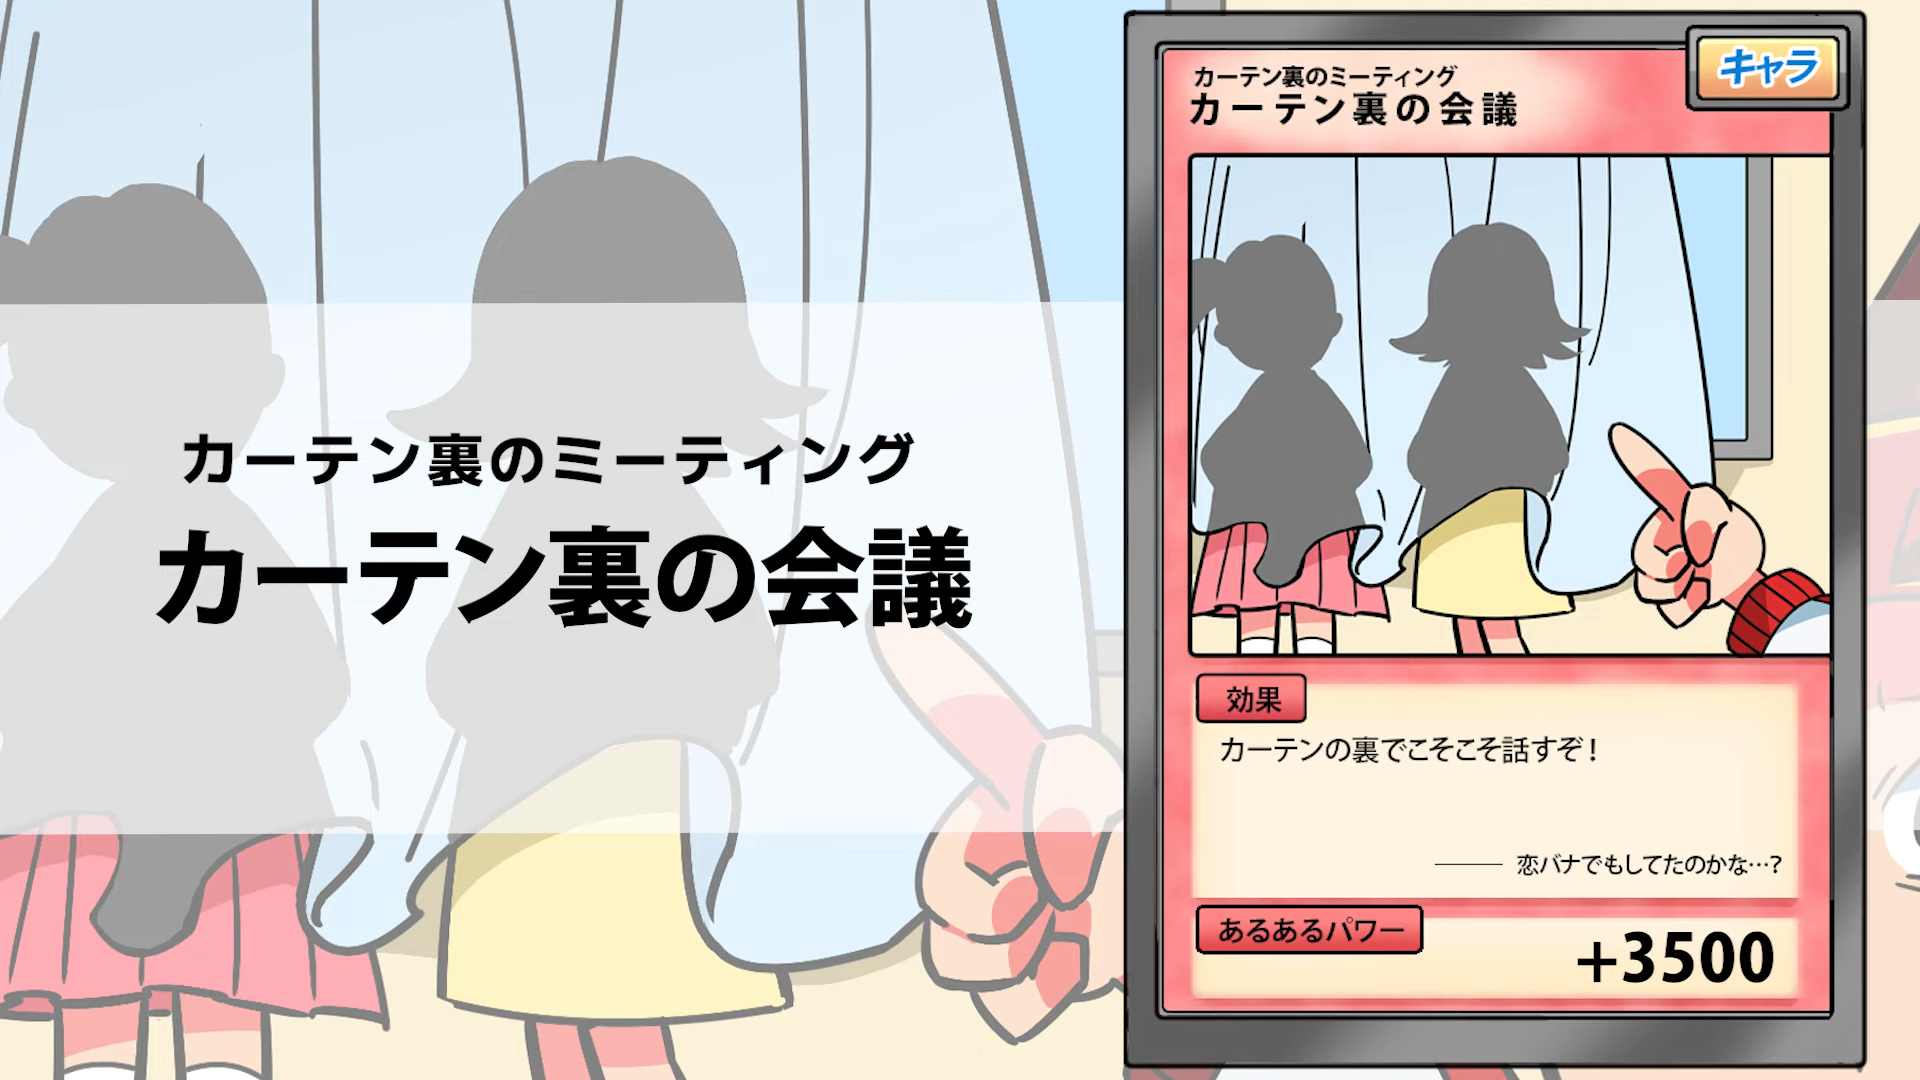 カーテン裏のミーティング
カーテン裏の会議
カーテン裏のミーティング
カーテン裏の会議
キャラ
効果
カーテンの裏でこそこそ話すぞ!
―― 恋バナでもしてたのかな…?
あるあるパワー
+3500